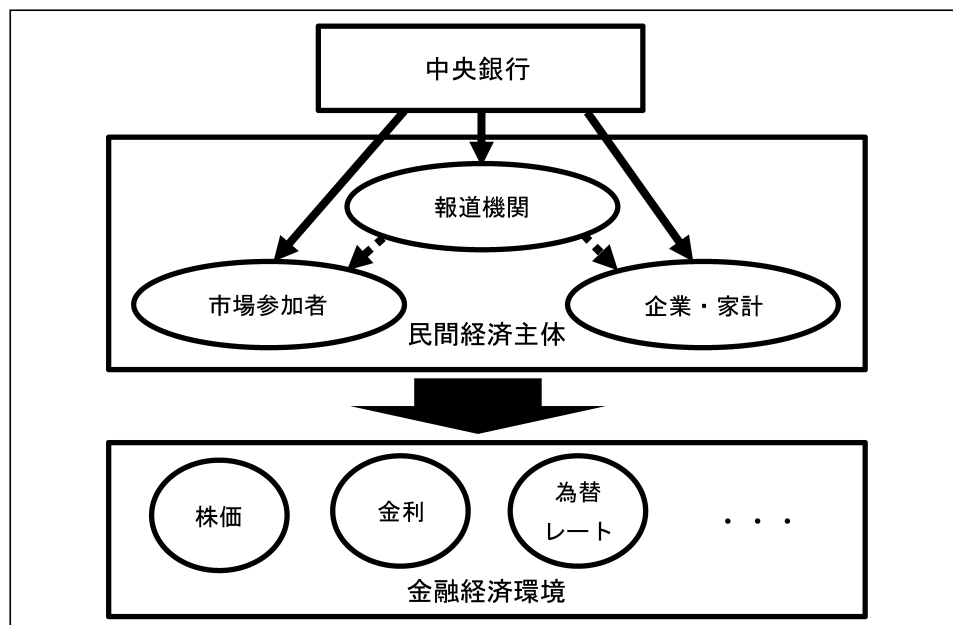 中央銀行
報道機関
市場参加者
企業・家計
民間経済主体
株価
金利
為替
レート
・・・
金融経済環境